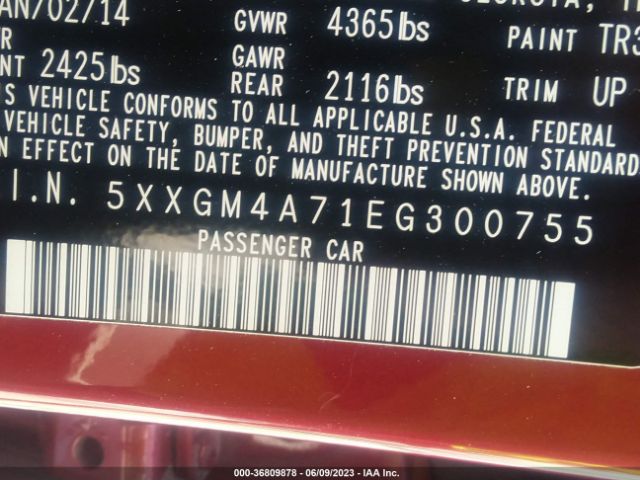 AN/02/14 GVWR 4365lbs PAINT TR3
GAWR
2425lbs REAR 2116lbs TRIM UP
VEHICLE CONFORMS TO ALL APPLICABLE U.S.A. FEDERAL
VEHICLE SAFETY, BUMPER, AND THEFT PREVENTION STANDARD
EFFECT ON THE DATE OF MANUFACTURE SHOWN ABOVE.
I.N. 5XXGM4A71EG300755
PASSENGER CAR
000-36809878 - 06/09/2023 - IAA Inc.